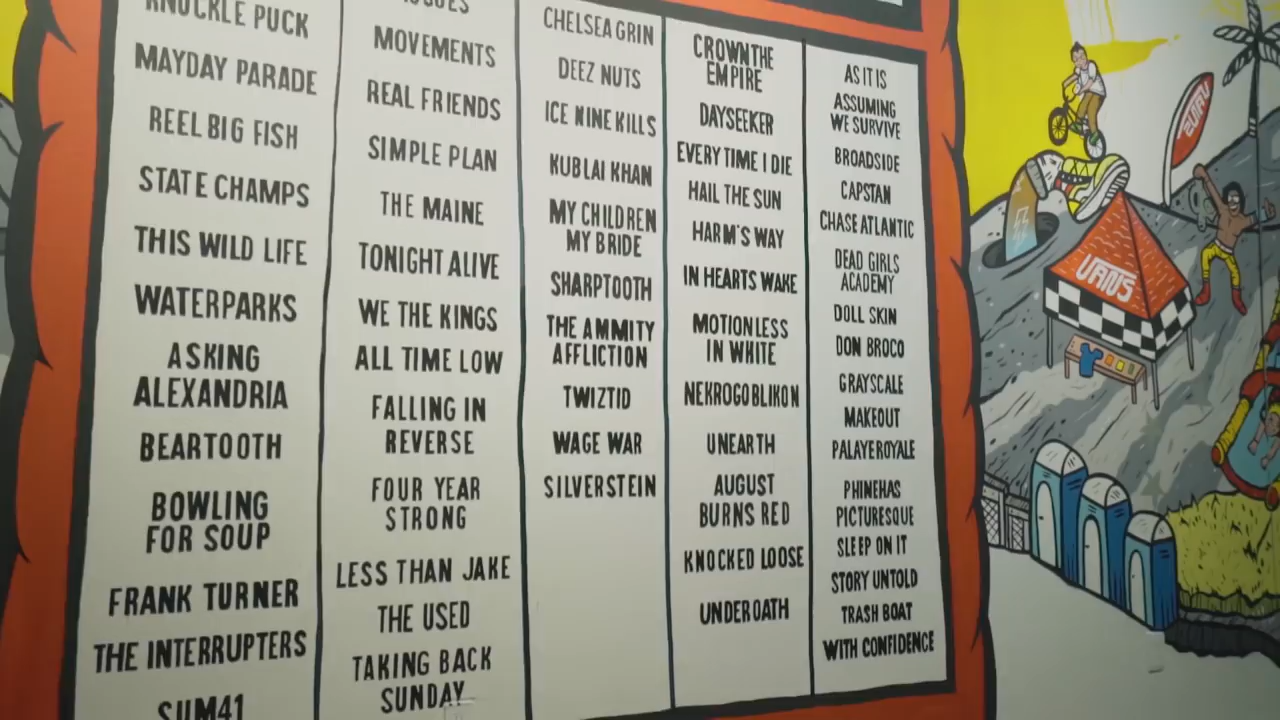 KNUCKLE PUCK
MAYDAY PARADE
REEL BIG FISH
STATE CHAMPS
THIS WILD LIFE
WATERPARKS
ASKING
ALEXANDRIA
BEARTOOTH
BOWLING
FOR SOUP
FRANK TURNER
THE INTERRUPTERS
SUM41
MOVEMENTS
REAL FRIENDS
SIMPLE PLAN
THE MAINE
TONIGHT ALIVE
WE THE KINGS
ALL TIME LOW
FALLING IN
REVERSE
FOUR YEAR
STRONG
LESS THAN JAKE
THE USED
TAKING BACK
SUNDAY
CHELSEA GRIN
DEEZ NUTS
ICE NINE KILLS
KUBLAI KHAN
MY CHILDREN
MY BRIDE
SHARPTOOTH
THE AMMITY
AFFLICTION
TWIZTID
WAGE WAR
SILVERSTEIN
CROWN THE
EMPIRE
DAYSEEKER
EVERY TIME I DIE
HAIL THE SUN
HARM'S WAY
IN HEARTS WAKE
MOTIONLESS
IN WHITE
NEKROGOBLIKON
UNEARTH
AUGUST
BURNS RED
KNOCKED LOOSE
UNDEROATH
AS IT IS
ASSUMING
WE SURVIVE
BROADSIDE
CAPSTAN
CHASE ATLANTIC
DEAD GIRLS
ACADEMY
DOLL SKIN
DON BROCO
GRAYSCALE
MAKEOUT
PALAYE ROYALE
PHINEHAS
PICTURESQUE
SLEEP ON IT
STORY UNTOLD
TRASH BOAT
WITH CONFIDENCE
VANS